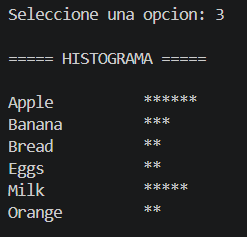 Seleccione una opcion: 3
===== HISTOGRAMA =====
Apple ******
Banana ***
Bread **
Eggs **
Milk *****
Orange **